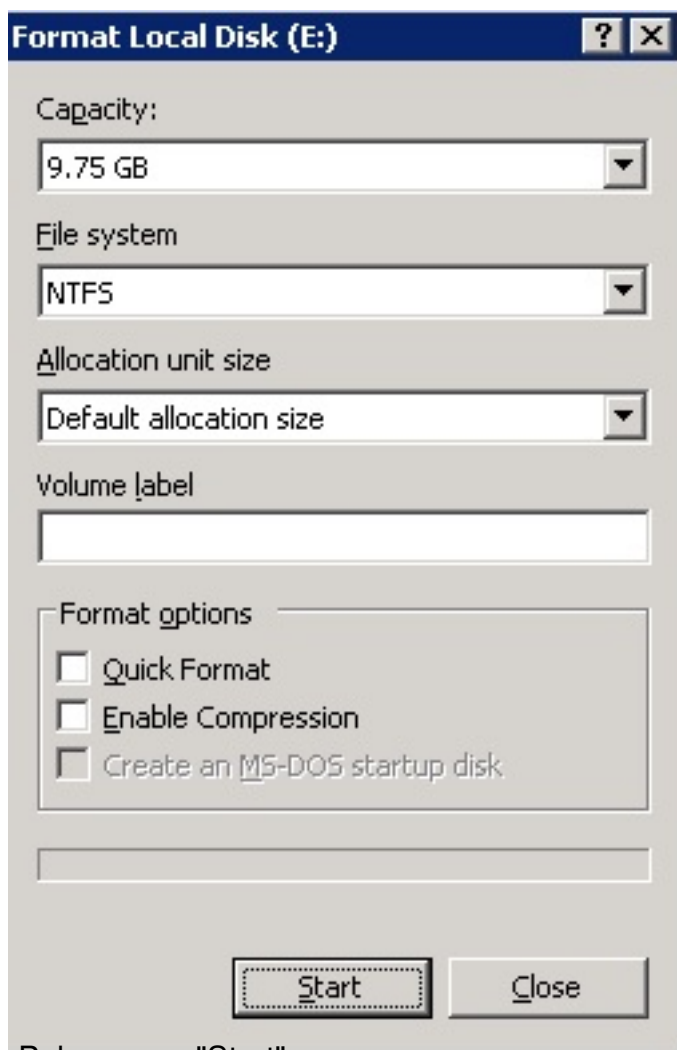 Format Local Disk (E:)
Capacity:
9.75 GB
File system
NTFS
Allocation unit size
Default allocation size
Volume label
Format options
Quick Format
Enable Compression
Create an MS-DOS startup disk
Start Close
"Start"